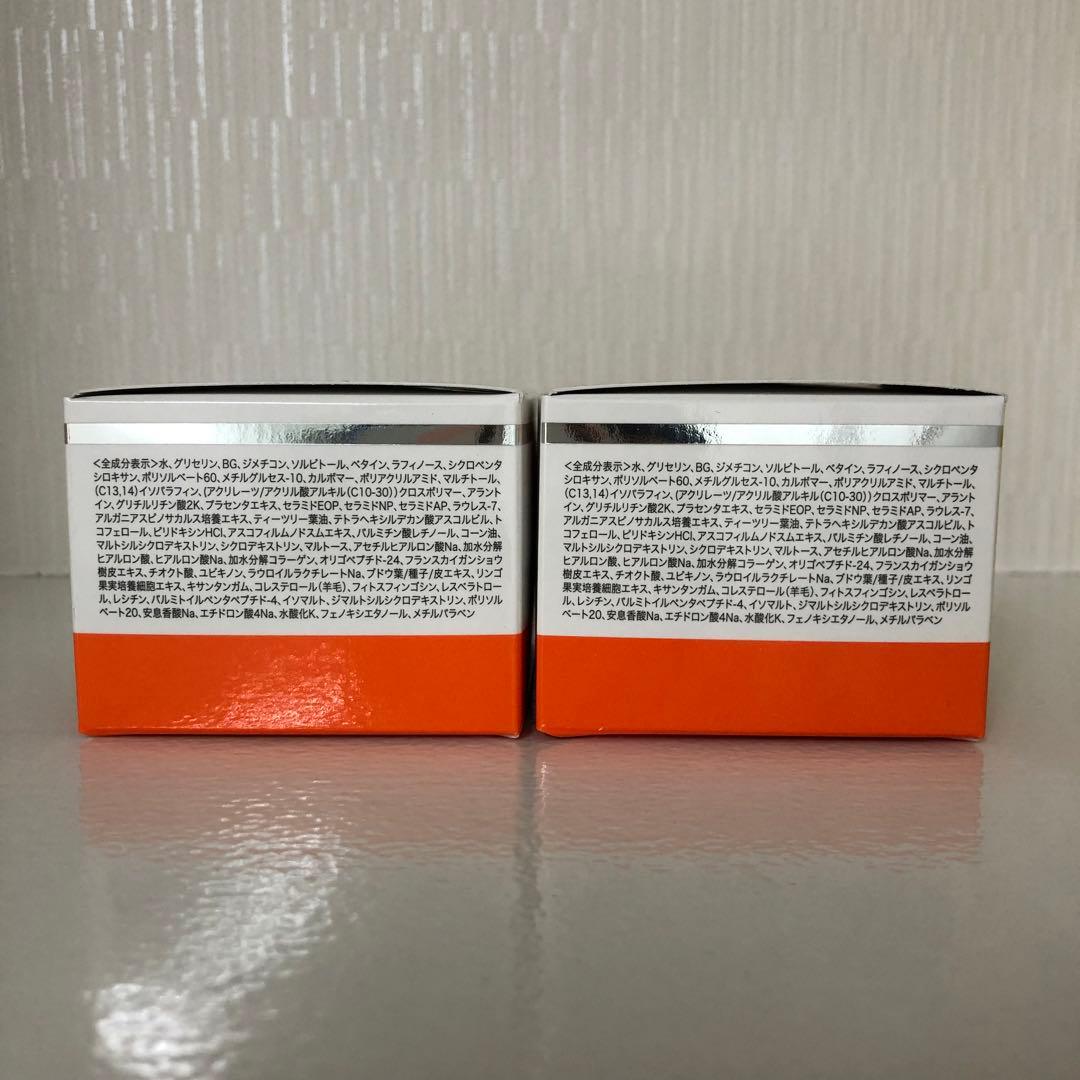 <全成分表示>水、グリセリン、BG、ジメチコン、ソルビトール、ベタイン、ラフィノース、シクロペンタ
シロキサン、ポリソルベート60、メチルグルセス-10、カルボマー、ポリアクリルアミド、マルチトール、
(C13,14)イソパラフィン、(アクリレーツ/アクリル酸アルキル(C10-30))クロスポリマー、アラント
イン、グリチルリチン酸2K、プラセンタエキス、セラミドEOP、セラミドNP、セラミドAP、ラウレス-7、
アルガニアスピノサカルス培養エキス、ティーツリー葉油、テトラヘキシルデカン酸アスコルビル、ト
コフェロール、ピリドキシンHCl、アスコフィルムノドスムエキス、パルミチン酸レチノール、コーン油、
マルトシルシクロデキストリン、シクロデキストリン、マルトース、アセチルヒアルロン酸Na、加水分解
ヒアルロン酸、ヒアルロン酸Na、加水分解コラーゲン、オリゴペプチド-24、フランスカイガンショウ
樹皮エキス、チオクト酸、ユビキノン、ラウロイルラクチレートNa、ブドウ葉/種子/皮エキス、リンゴ
果実培養細胞エキス、キサンタンガム、コレステロール(羊毛)、フィトスフィンゴシン、レスベラトロー
ル、レシチン、パルミトイルペンタペプチド-4、イソマルト、ジマルトシルシクロデキストリン、ポリソル
ベート20、安息香酸Na、エチドロン酸4Na、水酸化K、フェノキシエタノール、メチルパラベン
<全成分表示>水、グリセリン、BG、ジメチコン、ソルビトール、ベタイン、ラフィノース、シクロペンタ
シロキサン、ポリソルベート60、メチルグルセス-10、カルボマー、ポリアクリルアミド、マルチトール、
(C13,14)イソパラフィン、(アクリレーツ/アクリル酸アルキル(C10-30))クロスポリマー、アラント
イン、グリチルリチン酸2K、プラセンタエキス、セラミドEOP、セラミドNP、セラミドAP、ラウレス-7、
アルガニアスピノサカルス培養エキス、ティーツリー葉油、テトラヘキシルデカン酸アスコルビル、ト
コフェロール、ピリドキシンHCl、アスコフィルムノドスムエキス、パルミチン酸レチノール、コーン油、
マルトシルシクロデキストリン、シクロデキストリン、マルトース、アセチルヒアルロン酸Na、加水分解
ヒアルロン酸、ヒアルロン酸Na、加水分解コラーゲン、オリゴペプチド-24、フランスカイガンショウ
樹皮エキス、チオクト酸、ユビキノン、ラウロイルラクチレートNa、ブドウ葉/種子/皮エキス、リンゴ
果実培養細胞エキス、キサンタンガム、コレステロール(羊毛)、フィトスフィンゴシン、レスベラトロー
ル、レシチン、パルミトイルペンタペプチド-4、イソマルト、ジマルトシルシクロデキストリン、ポリソル
ベート20、安息香酸Na、エチドロン酸4Na、水酸化K、フェノキシエタノール、メチルパラベン